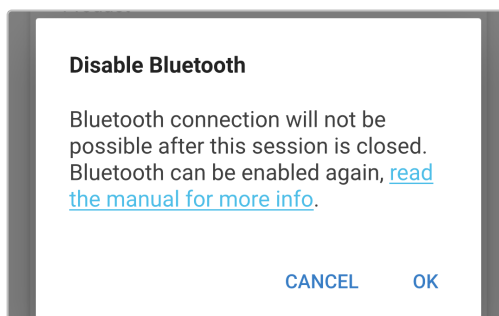 Disable Bluetooth
Bluetooth connection will not be
possible after this session is closed.
Bluetooth can be enabled again, read
the manual for more info.
CANCEL OK